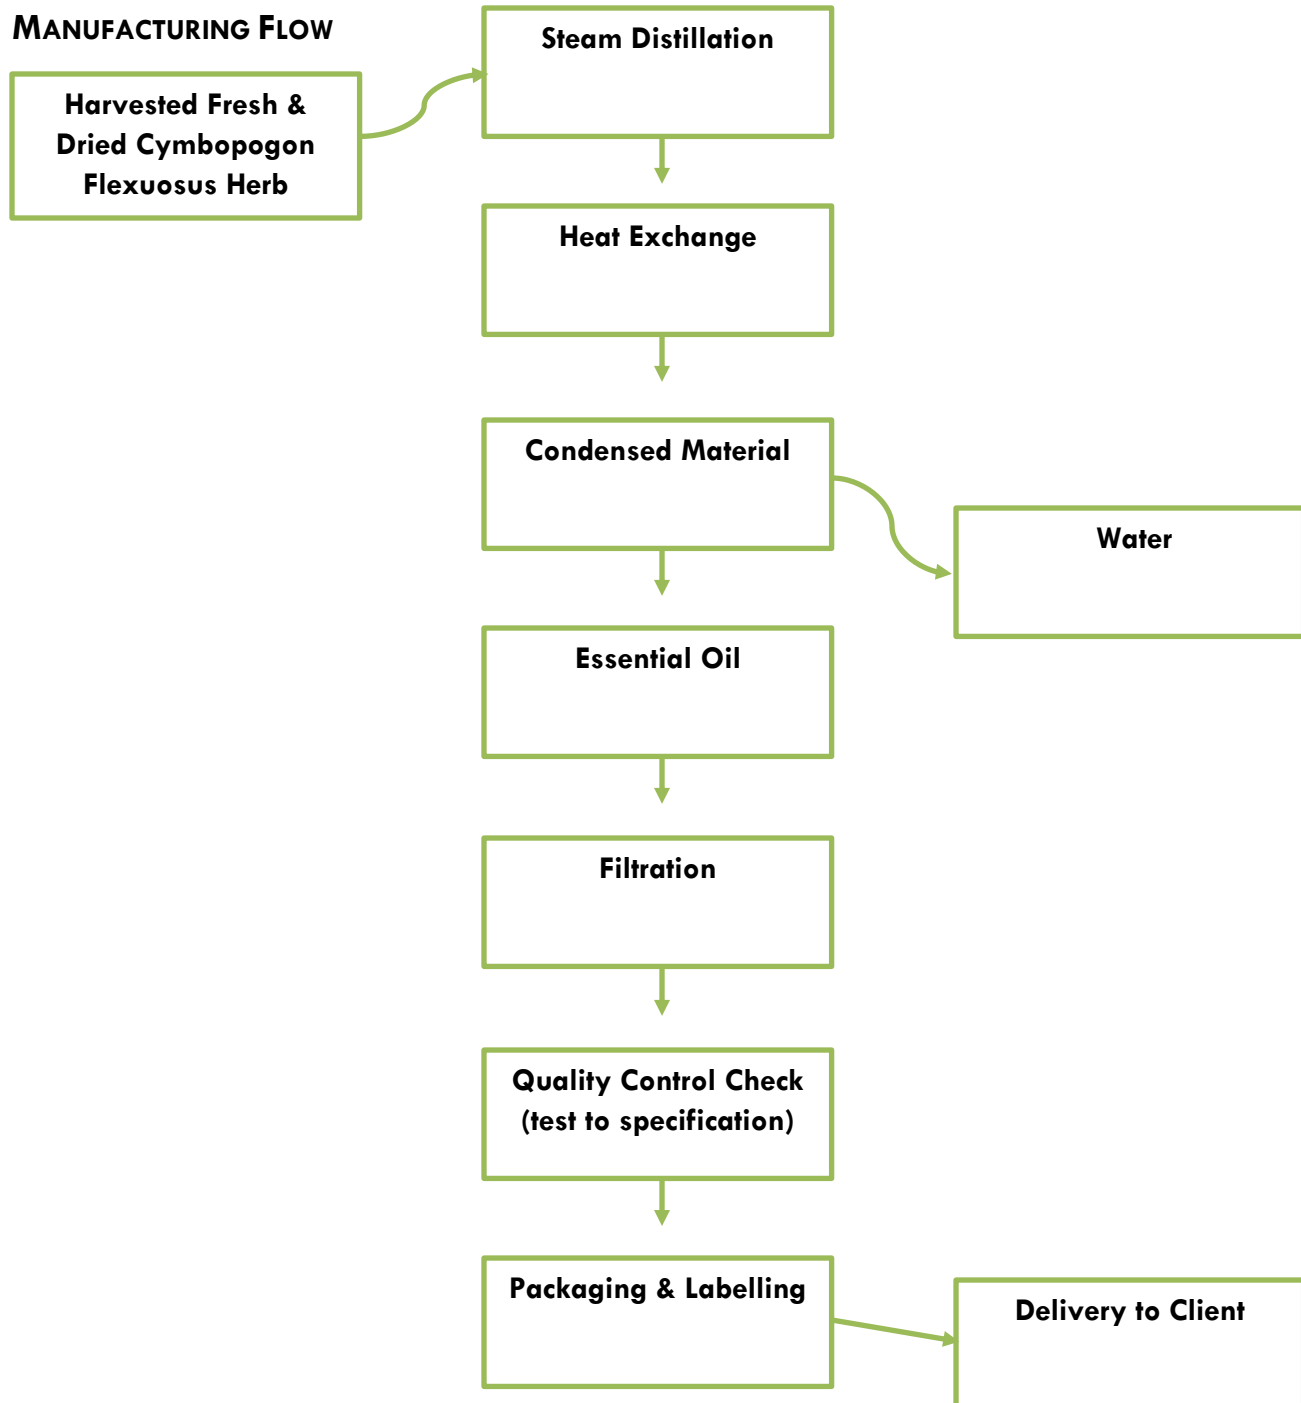 MANUFACTURING FLOW
Harvested Fresh &
Dried Cymbopogon
Flexuosus Herb
Steam Distillation
Heat Exchange
Condensed Material
Water
Essential Oil
Filtration
Quality Control Check
(test to specification)
Packaging & Labelling
Delivery to Client